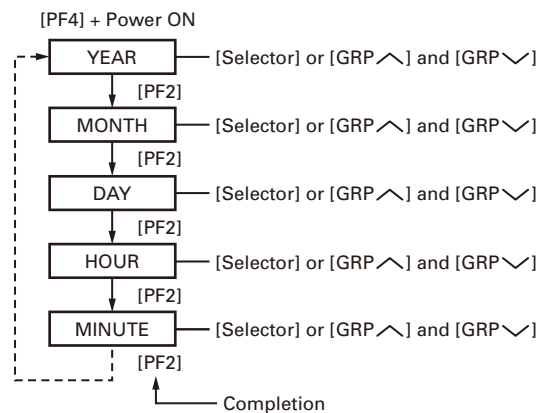 [PF4] + Power ON
YEAR [Selector] or [GRP︿] and [GRP﹀]
[PF2]
MONTH [Selector] or [GRP︿] and [GRP﹀]
[PF2]
DAY [Selector] or [GRP︿] and [GRP﹀]
[PF2]
HOUR [Selector] or [GRP︿] and [GRP﹀]
[PF2]
MINUTE [Selector] or [GRP︿] and [GRP﹀]
[PF2]
Completion